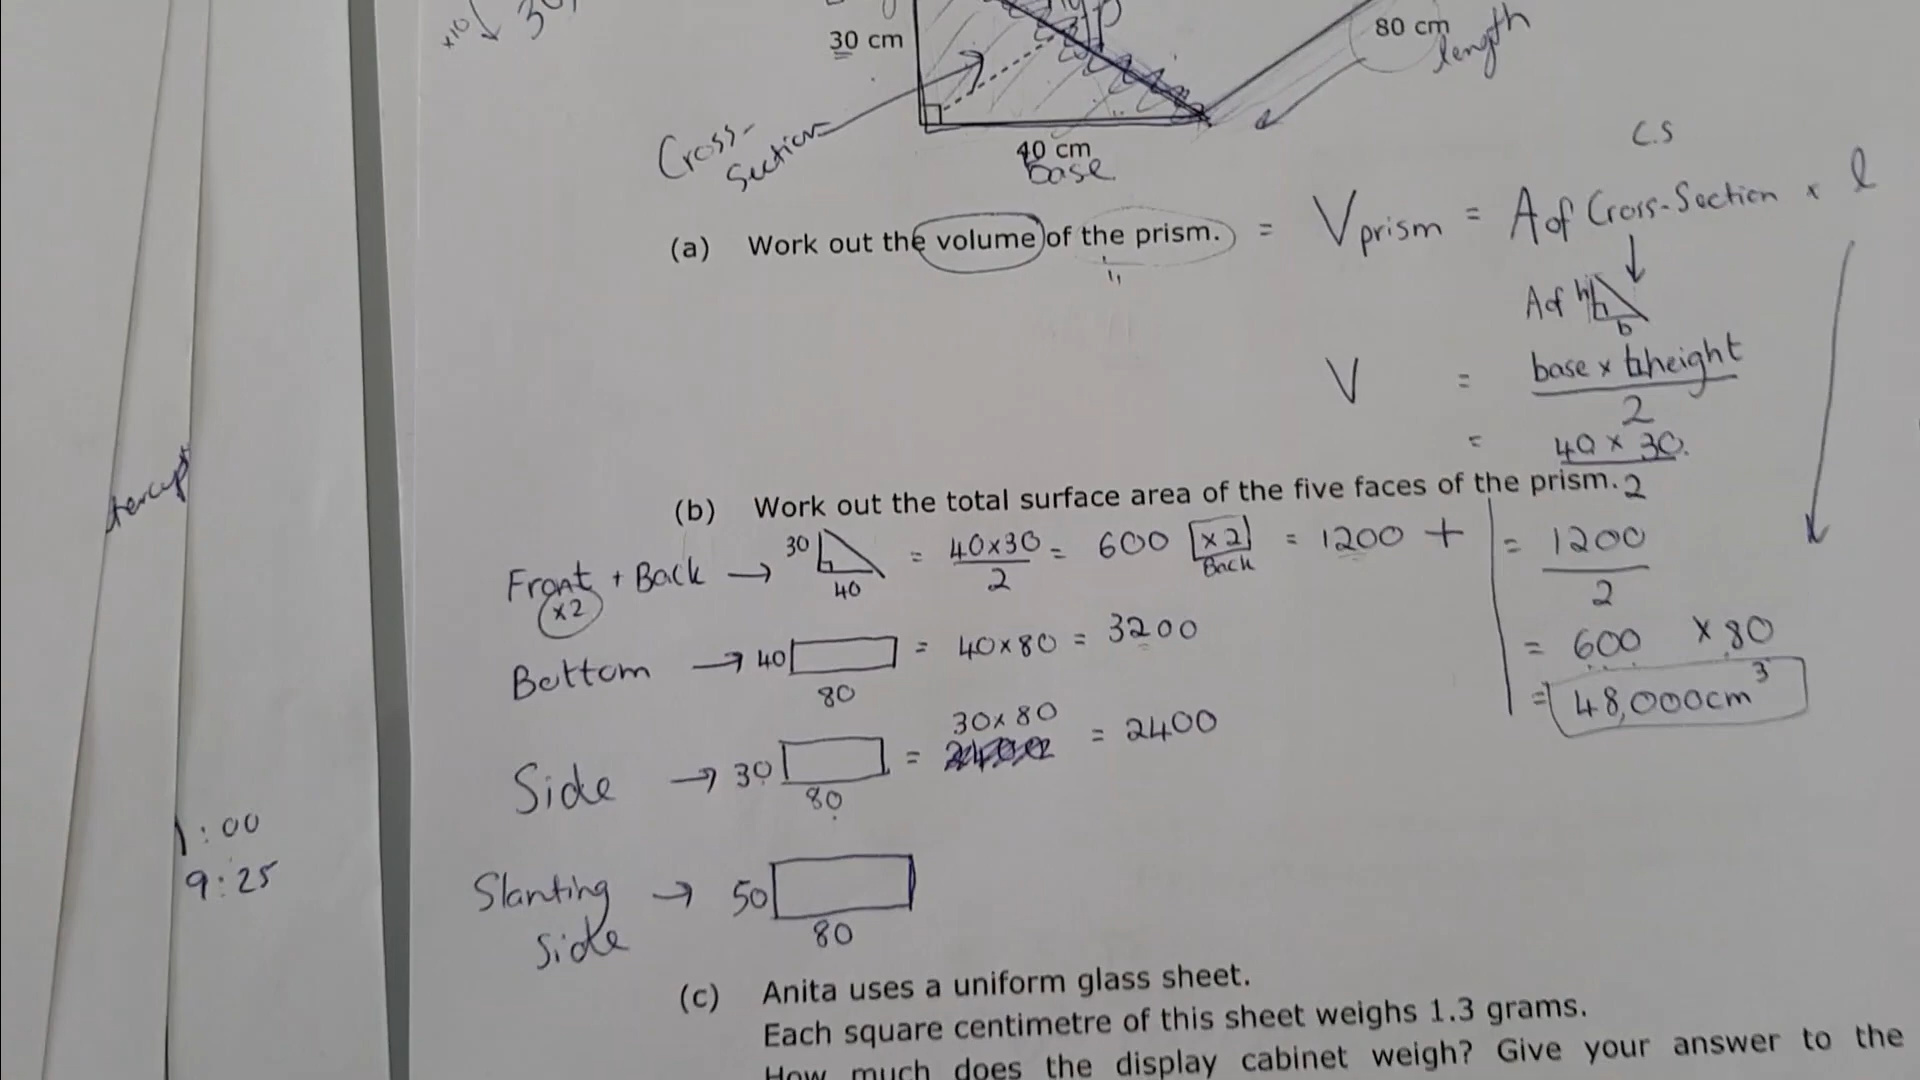 ×10
30
30 cm
80 cm
length
Cross-
Section
40 cm
base
C.S
(a) Work out the volume of the prism. = Vprism = A of Cross-Section × l
A of h b
V = base × height
2
= 40 × 30
2
(b) Work out the total surface area of the five faces of the prism.
Front + Back → 30 40 = 40×30 = 600 ×2 = 1200 + = 1200
×2 2 Back 2
Bottom → 40 80 = 40×80 = 3200
= 600 × 80
= 48,000cm³
Side → 30 80 = 30×80 = 2400
Slanting → 50 80
side
tercept
1:00
9:25
(c) Anita uses a uniform glass sheet.
Each square centimetre of this sheet weighs 1.3 grams.
How much does the display cabinet weigh? Give your answer to the